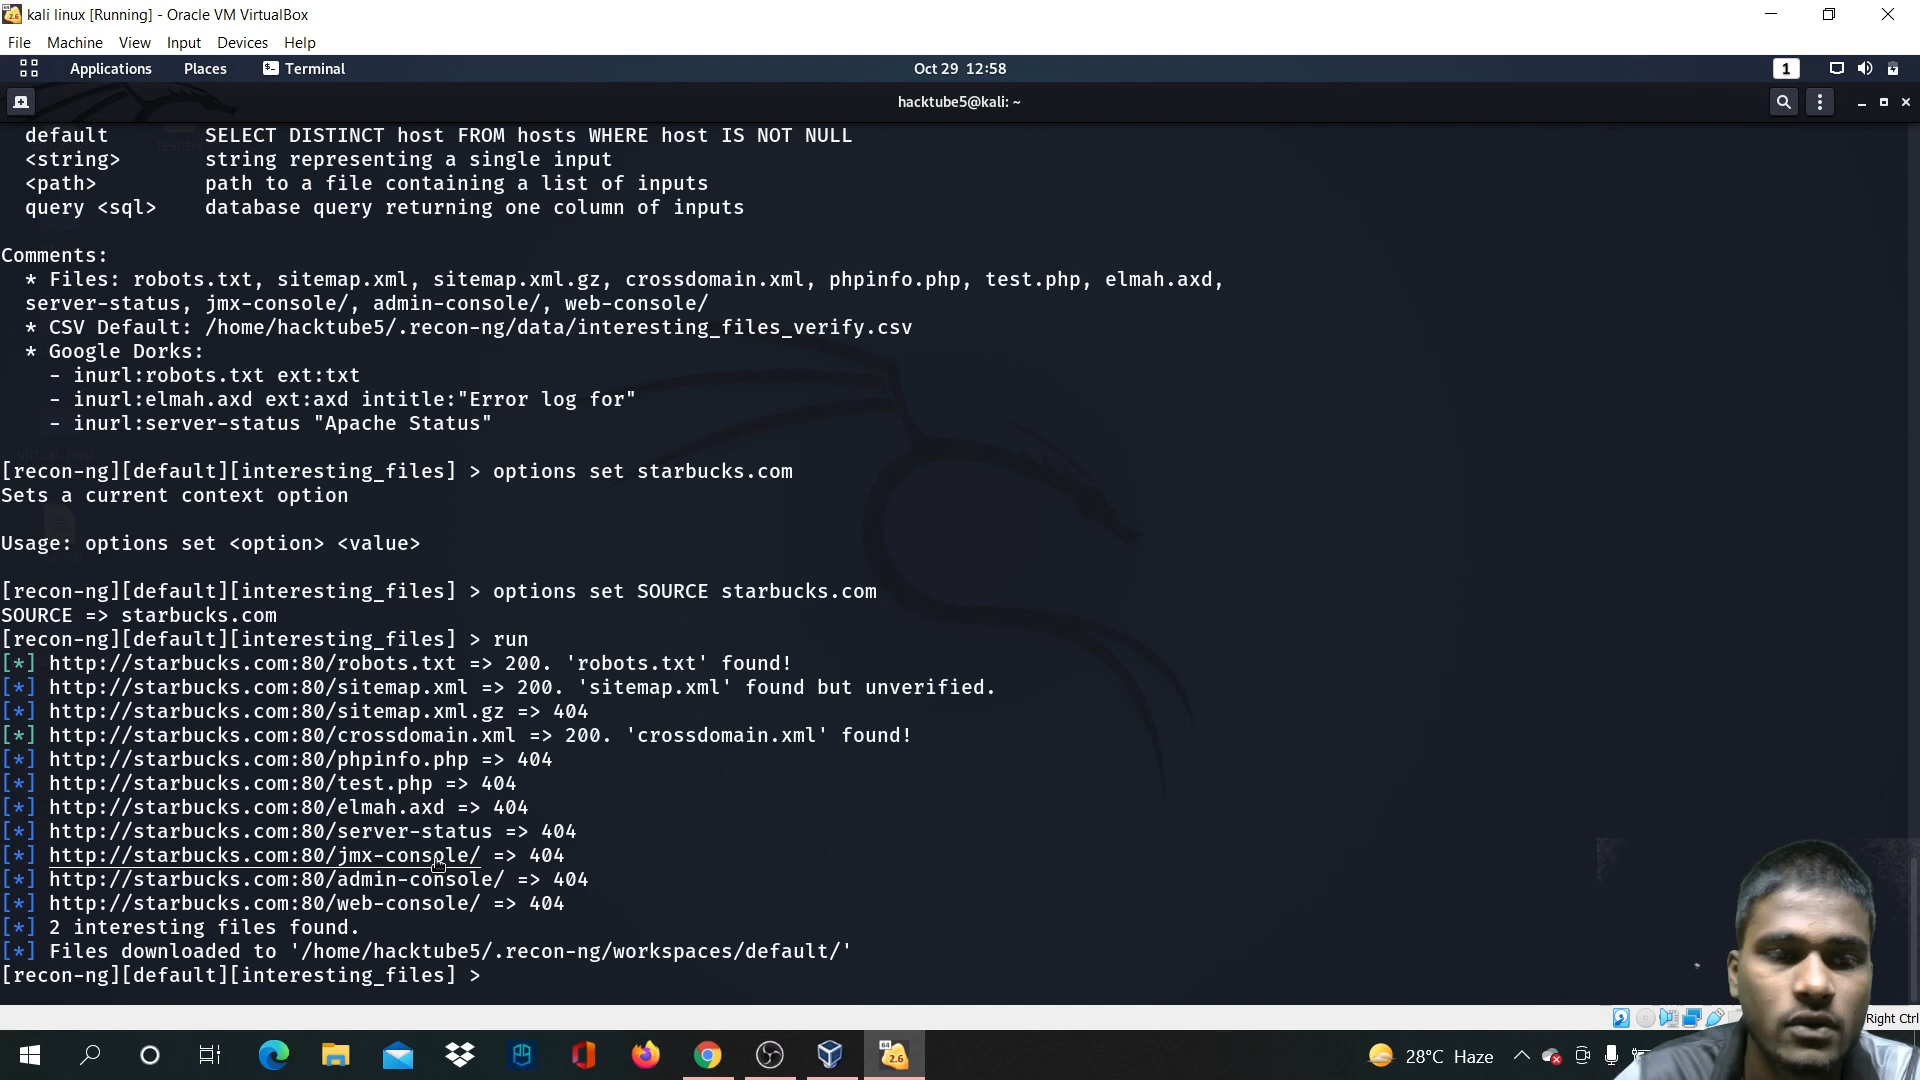 kali linux [Running] - Oracle VM VirtualBox
File Machine View Input Devices Help
Applications Places Terminal Oct 29 12:58 1
hacktube5@kali: ~
default SELECT DISTINCT host FROM hosts WHERE host IS NOT NULL
<string> string representing a single input
<path> path to a file containing a list of inputs
query <sql> database query returning one column of inputs
Comments:
* Files: robots.txt, sitemap.xml, sitemap.xml.gz, crossdomain.xml, phpinfo.php, test.php, elmah.axd,
server-status, jmx-console/, admin-console/, web-console/
* CSV Default: /home/hacktube5/.recon-ng/data/interesting_files_verify.csv
* Google Dorks:
- inurl:robots.txt ext:txt
- inurl:elmah.axd ext:axd intitle:"Error log for"
- inurl:server-status "Apache Status"
[recon-ng][default][interesting_files] > options set starbucks.com
Sets a current context option
Usage: options set <option> <value>
[recon-ng][default][interesting_files] > options set SOURCE starbucks.com
SOURCE => starbucks.com
[recon-ng][default][interesting_files] > run
[*] http://starbucks.com:80/robots.txt => 200. 'robots.txt' found!
[*] http://starbucks.com:80/sitemap.xml => 200. 'sitemap.xml' found but unverified.
[*] http://starbucks.com:80/sitemap.xml.gz => 404
[*] http://starbucks.com:80/crossdomain.xml => 200. 'crossdomain.xml' found!
[*] http://starbucks.com:80/phpinfo.php => 404
[*] http://starbucks.com:80/test.php => 404
[*] http://starbucks.com:80/elmah.axd => 404
[*] http://starbucks.com:80/server-status => 404
[*] http://starbucks.com:80/jmx-console/ => 404
[*] http://starbucks.com:80/admin-console/ => 404
[*] http://starbucks.com:80/web-console/ => 404
[*] 2 interesting files found.
[*] Files downloaded to '/home/hacktube5/.recon-ng/workspaces/default/'
[recon-ng][default][interesting_files] >
Right Ctrl
64 2.6 28°C Haze